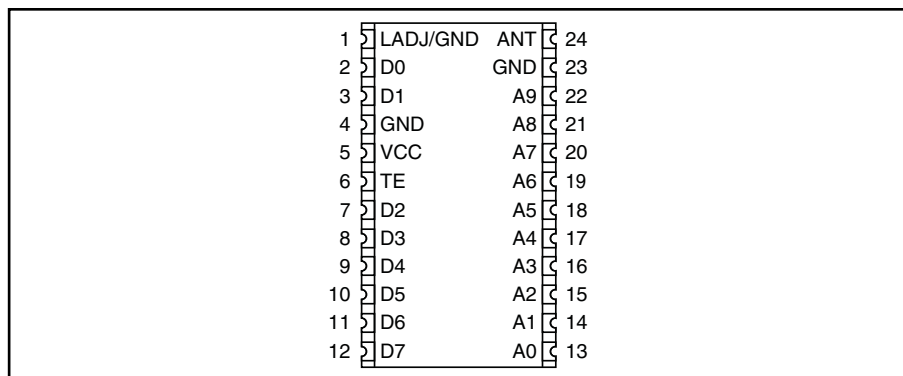 1 LADJ/GND ANT 24
2 D0 GND 23
3 D1 A9 22
4 GND A8 21
5 VCC A7 20
6 TE A6 19
7 D2 A5 18
8 D3 A4 17
9 D4 A3 16
10 D5 A2 15
11 D6 A1 14
12 D7 A0 13